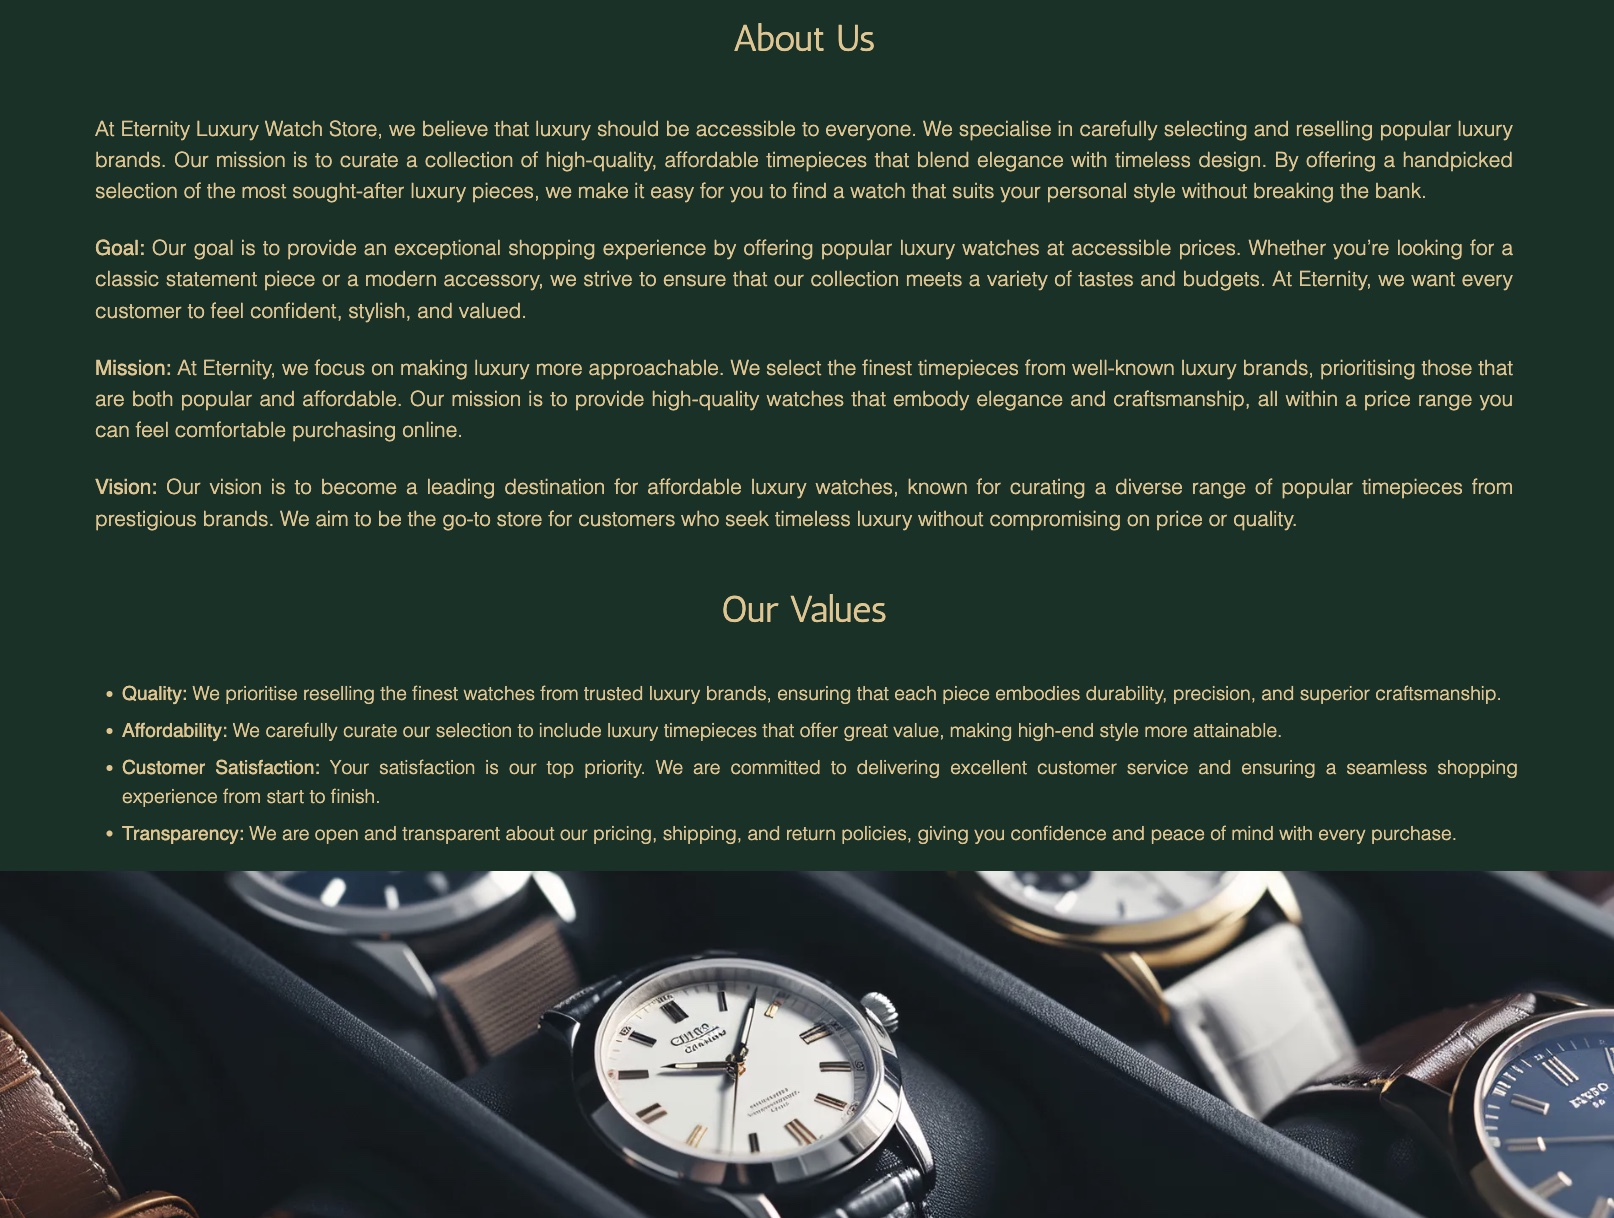 About Us
At Eternity Luxury Watch Store, we believe that luxury should be accessible to everyone. We specialise in carefully selecting and reselling popular luxury
brands. Our mission is to curate a collection of high-quality, affordable timepieces that blend elegance with timeless design. By offering a handpicked
selection of the most sought-after luxury pieces, we make it easy for you to find a watch that suits your personal style without breaking the bank.
Goal: Our goal is to provide an exceptional shopping experience by offering popular luxury watches at accessible prices. Whether you’re looking for a
classic statement piece or a modern accessory, we strive to ensure that our collection meets a variety of tastes and budgets. At Eternity, we want every
customer to feel confident, stylish, and valued.
Mission: At Eternity, we focus on making luxury more approachable. We select the finest timepieces from well-known luxury brands, prioritising those that
are both popular and affordable. Our mission is to provide high-quality watches that embody elegance and craftsmanship, all within a price range you
can feel comfortable purchasing online.
Vision: Our vision is to become a leading destination for affordable luxury watches, known for curating a diverse range of popular timepieces from
prestigious brands. We aim to be the go-to store for customers who seek timeless luxury without compromising on price or quality.
Our Values
• Quality: We prioritise reselling the finest watches from trusted luxury brands, ensuring that each piece embodies durability, precision, and superior craftsmanship.
• Affordability: We carefully curate our selection to include luxury timepieces that offer great value, making high-end style more attainable.
• Customer Satisfaction: Your satisfaction is our top priority. We are committed to delivering excellent customer service and ensuring a seamless shopping
experience from start to finish.
• Transparency: We are open and transparent about our pricing, shipping, and return policies, giving you confidence and peace of mind with every purchase.